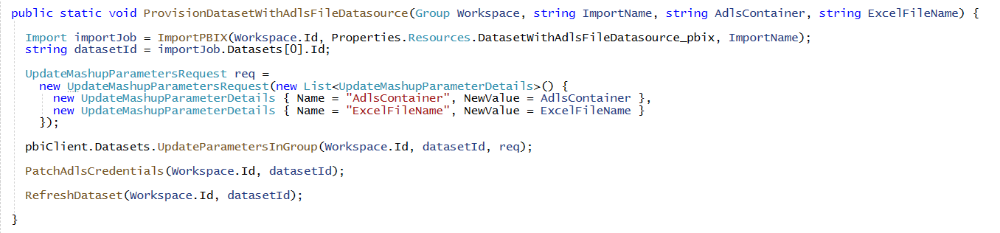 public static void ProvisionDatasetWithAdlsFileDatasource(Group Workspace, string ImportName, string AdlsContainer, string ExcelFileName) {
Import importJob = ImportPBIX(Workspace.Id, Properties.Resources.DatasetWithAdlsFileDatasource_pbix, ImportName);
string datasetId = importJob.Datasets[0].Id;
UpdateMashupParametersRequest req =
new UpdateMashupParametersRequest(new List<UpdateMashupParameterDetails>() {
new UpdateMashupParameterDetails { Name = "AdlsContainer", NewValue = AdlsContainer },
new UpdateMashupParameterDetails { Name = "ExcelFileName", NewValue = ExcelFileName }
});
pbiClient.Datasets.UpdateParametersInGroup(Workspace.Id, datasetId, req);
PatchAdlsCredentials(Workspace.Id, datasetId);
RefreshDataset(Workspace.Id, datasetId);
}